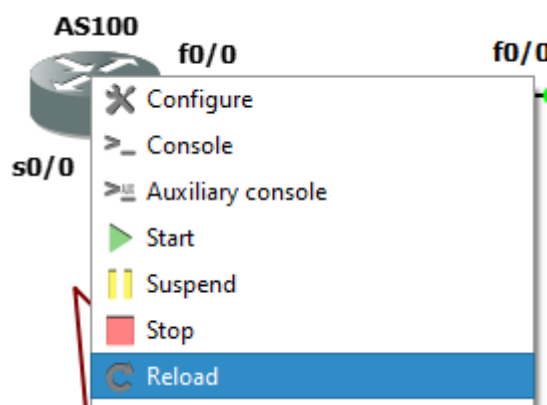 AS100
f0/0
f0/0
s0/0
Configure
Console
Auxiliary console
Start
Suspend
Stop
Reload